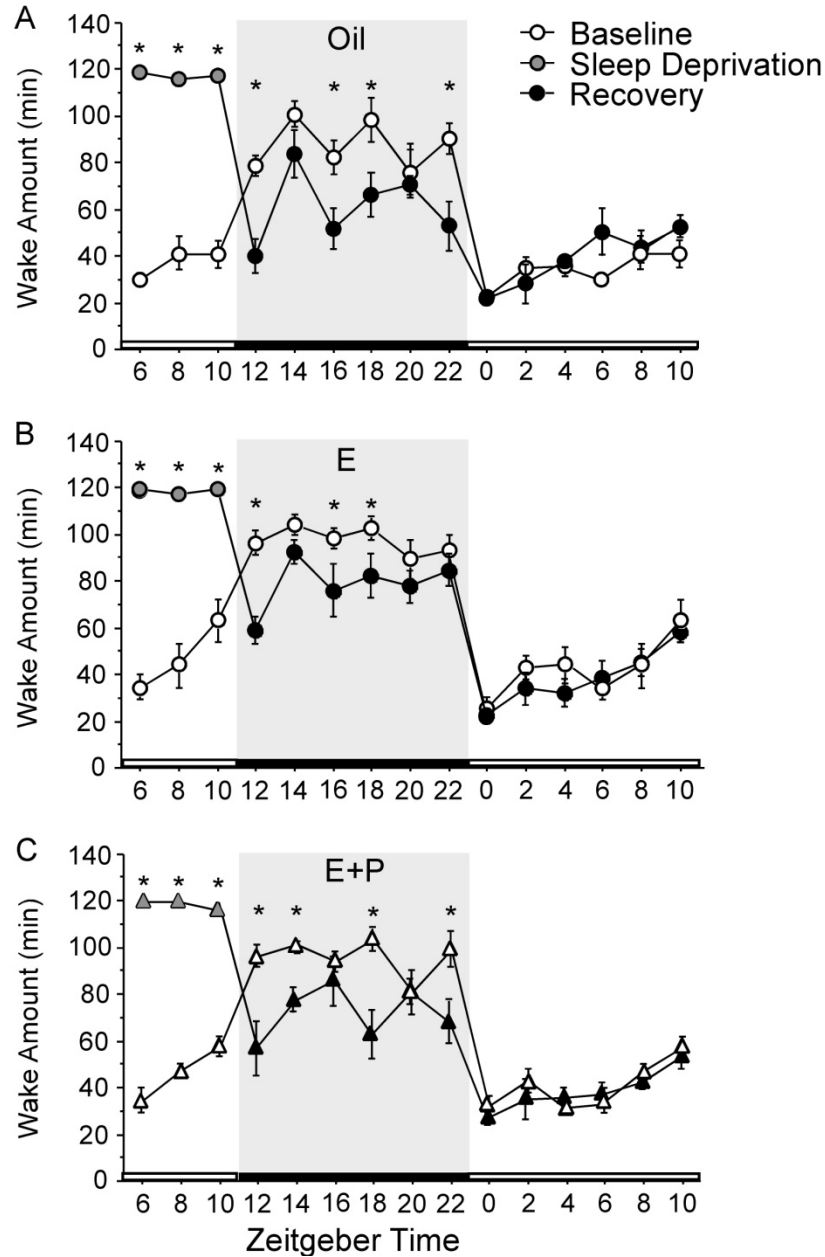 A
Oil
Baseline
Sleep Deprivation
Recovery
Wake Amount (min)
140
120
100
80
60
40
20
0
* * * * * * *
6 8 10 12 14 16 18 20 22 0 2 4 6 8 10
B
E
Wake Amount (min)
140
120
100
80
60
40
20
0
* * * * * *
6 8 10 12 14 16 18 20 22 0 2 4 6 8 10
C
E+P
Wake Amount (min)
140
120
100
80
60
40
20
0
* * * * * * *
6 8 10 12 14 16 18 20 22 0 2 4 6 8 10
Zeitgeber Time